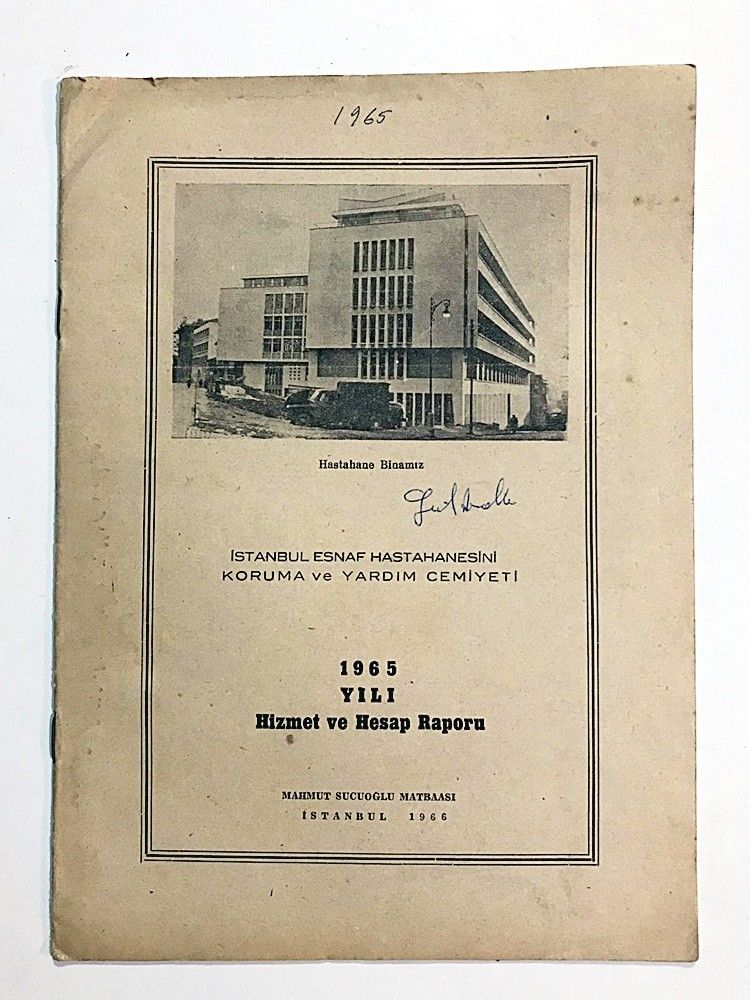 1965
Hastahane Binamız
İSTANBUL ESNAF HASTAHANESİNİ
KORUMA ve YARDIM CEMİYETİ
1965
YILI
Hizmet ve Hesap Raporu
MAHMUT SUCUOĞLU MATBAASI
İSTANBUL 1966